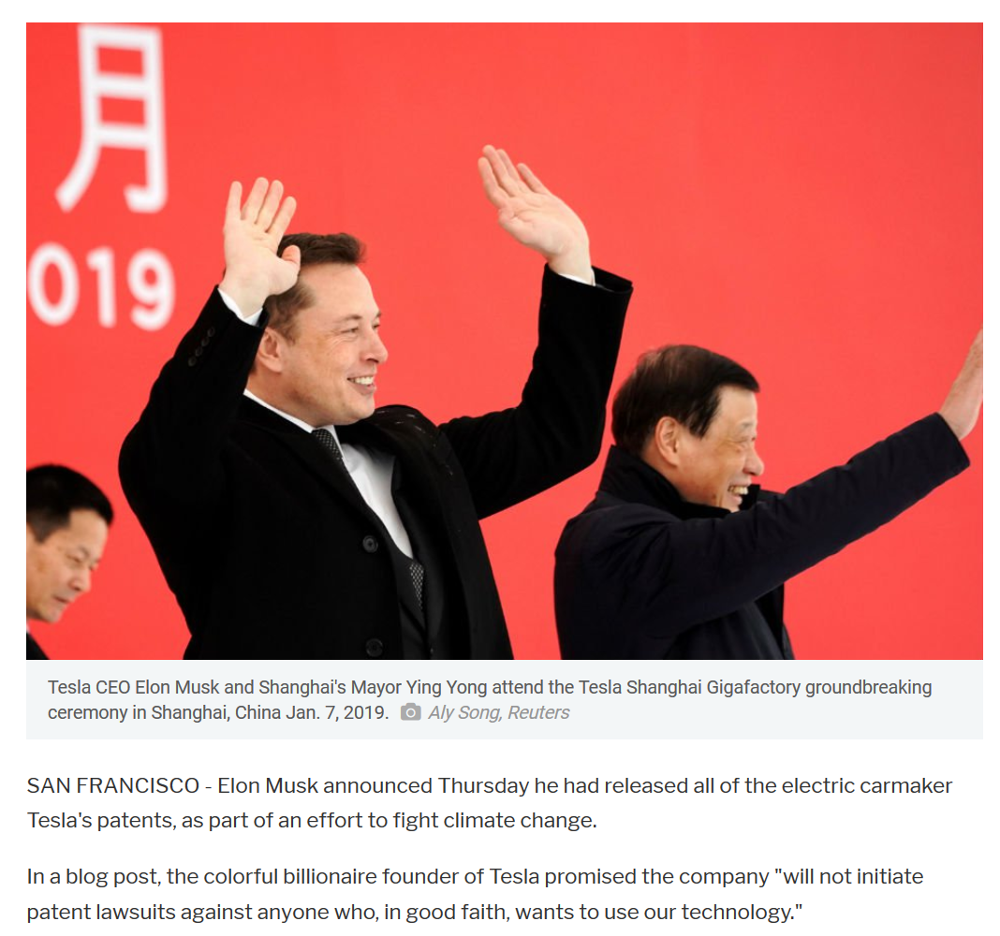 月
019
Tesla CEO Elon Musk and Shanghai's Mayor Ying Yong attend the Tesla Shanghai Gigafactory groundbreaking
ceremony in Shanghai, China Jan. 7, 2019. Aly Song, Reuters
SAN FRANCISCO - Elon Musk announced Thursday he had released all of the electric carmaker
Tesla's patents, as part of an effort to fight climate change.
In a blog post, the colorful billionaire founder of Tesla promised the company "will not initiate
patent lawsuits against anyone who, in good faith, wants to use our technology."